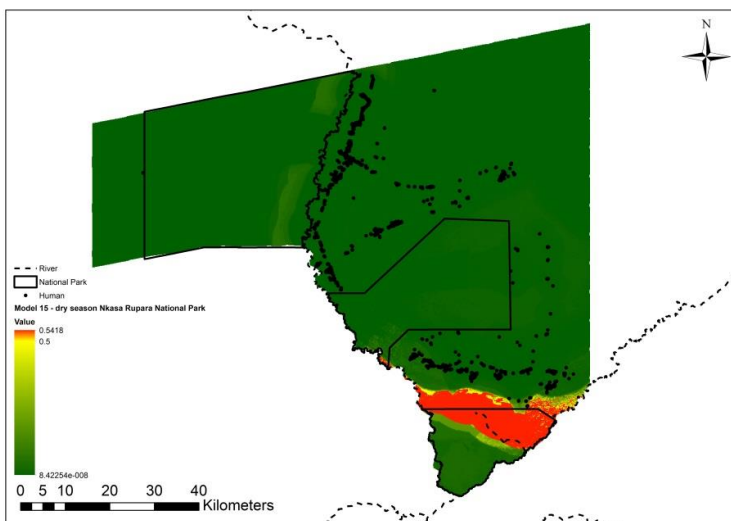 N
River
National Park
Human
Model 15 - dry season Nkasa Rupara National Park
Value
0.5418
0.5
8.42254e-008
0 5 10 20 30 40
Kilometers